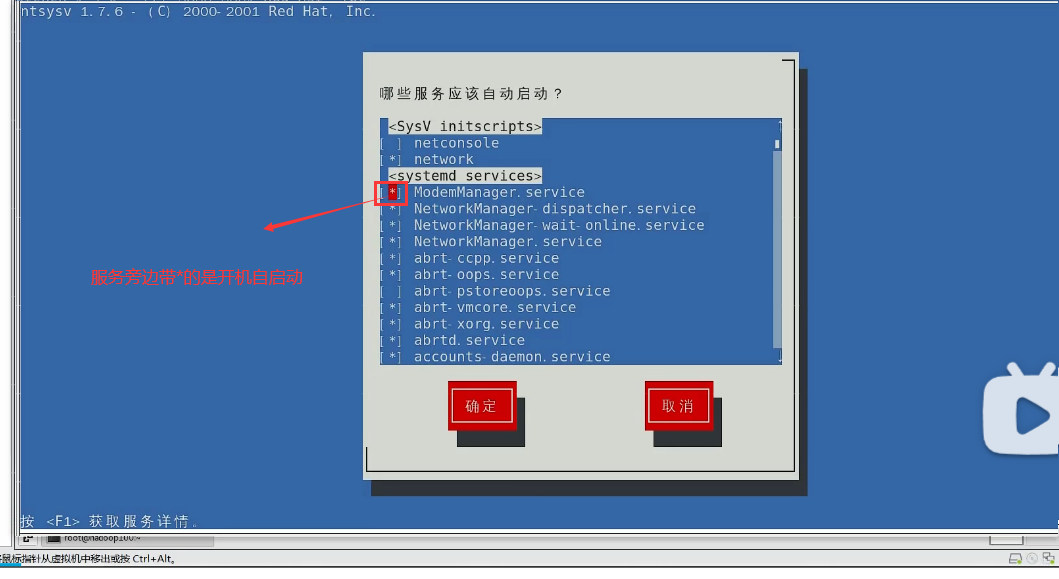 ntsysv 1.7.6 - (C) 2000-2001 Red Hat, Inc.
哪些服务应该自动启动？
<SysV initscripts>
[ ] netconsole
[*] network
<systemd services>
[*] ModemManager.service
[*] NetworkManager-dispatcher.service
[*] NetworkManager-wait-online.service
[*] NetworkManager.service
[*] abrt-ccpp.service
[*] abrt-oops.service
[ ] abrt-pstoreoops.service
[*] abrt-vmcore.service
[*] abrt-xorg.service
[*] abrtd.service
[*] accounts-daemon.service
服务旁边带*的是开机自启动
确定
取消
按 <F1> 获取服务详情。
root@hadoop100:~
鼠标指针从虚拟机中移出或按 Ctrl+Alt。